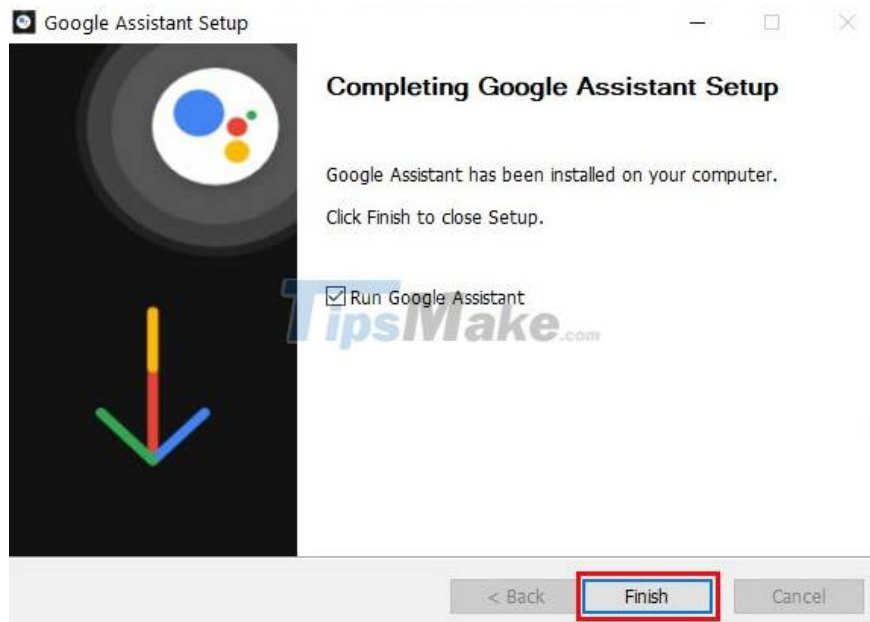 Google Assistant Setup
Completing Google Assistant Setup
Google Assistant has been installed on your computer.
Click Finish to close Setup.
Run Google Assistant
TipsMake.com
< Back
Finish
Cancel